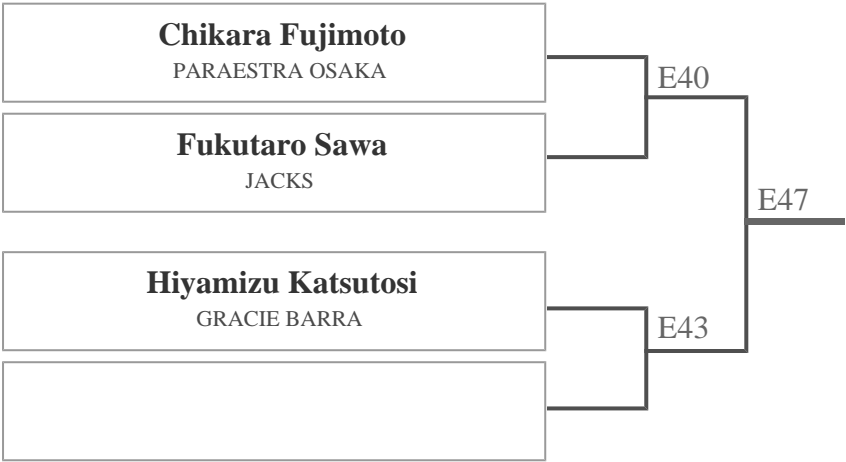 Chikara Fujimoto
PARAESTRA OSAKA
E40
Fukutaro Sawa
JACKS
E47
Hiyamizu Katsutosi
GRACIE BARRA
E43